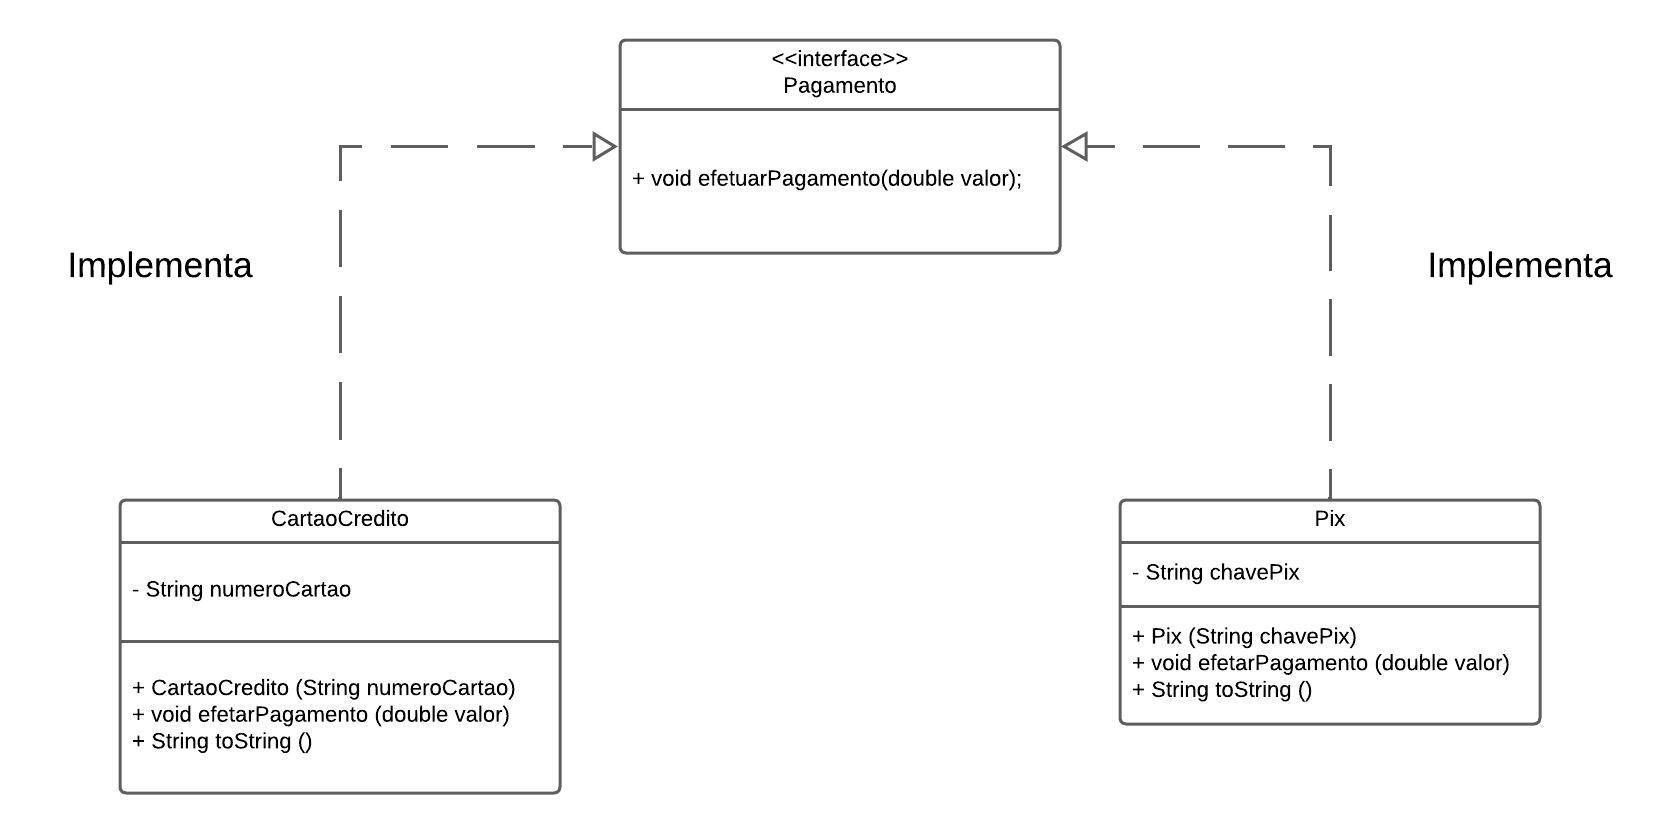 <<interface>>
Pagamento
+ void efetuarPagamento(double valor);
Implementa
Implementa
CartaoCredito
- String numeroCartao
+ CartaoCredito (String numeroCartao)
+ void efetarPagamento (double valor)
+ String toString ()
Pix
- String chavePix
+ Pix (String chavePix)
+ void efetarPagamento (double valor)
+ String toString ()